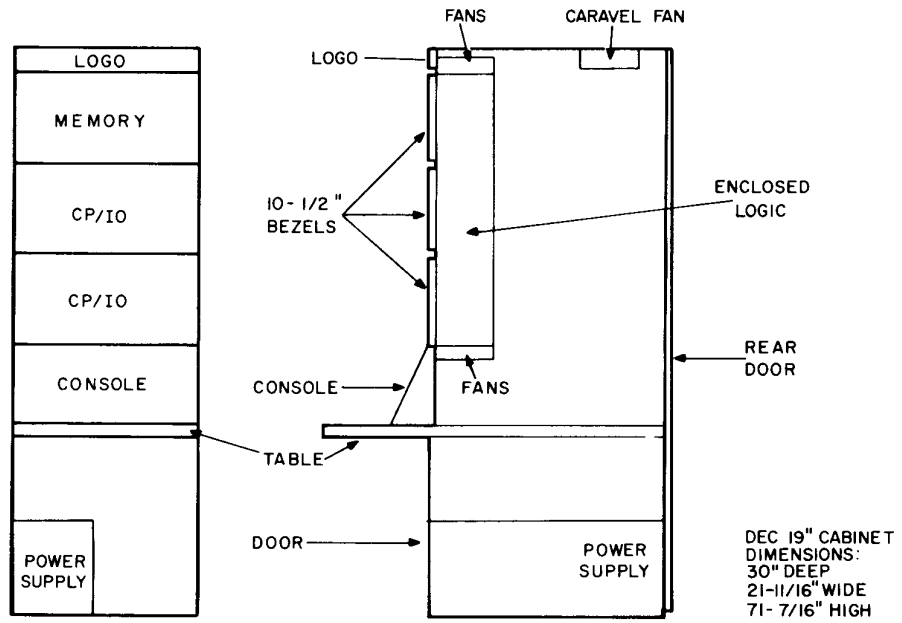 FANS
CARAVEL FAN
LOGO
LOGO
MEMORY
10-1/2"
BEZELS
ENCLOSED
LOGIC
CP/IO
CP/IO
REAR
DOOR
CONSOLE
CONSOLE
FANS
TABLE
DOOR
POWER
SUPPLY
POWER
SUPPLY
DEC 19" CABINET
DIMENSIONS:
30" DEEP
21-11/16" WIDE
71-7/16" HIGH